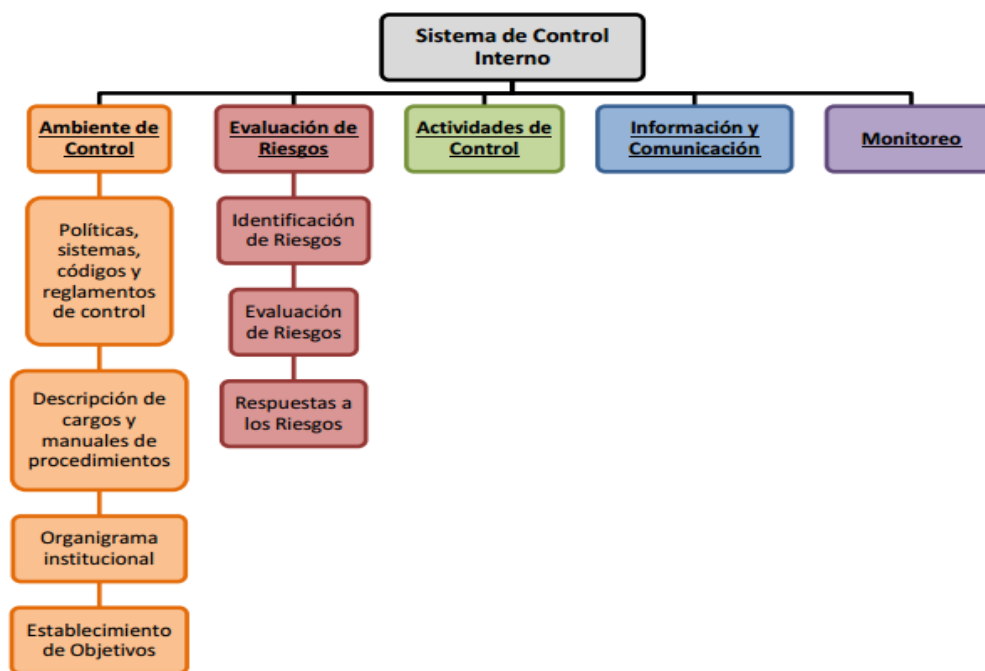 Sistema de Control
Interno
Ambiente de
Control
Evaluación de
Riesgos
Actividades de
Control
Información y
Comunicación
Monitoreo
Políticas,
sistemas,
códigos y
reglamentos
de control
Identificación
de Riesgos
Evaluación
de Riesgos
Descripción de
cargos y
manuales de
procedimientos
Respuestas a
los Riesgos
Organigrama
institucional
Establecimiento
de Objetivos